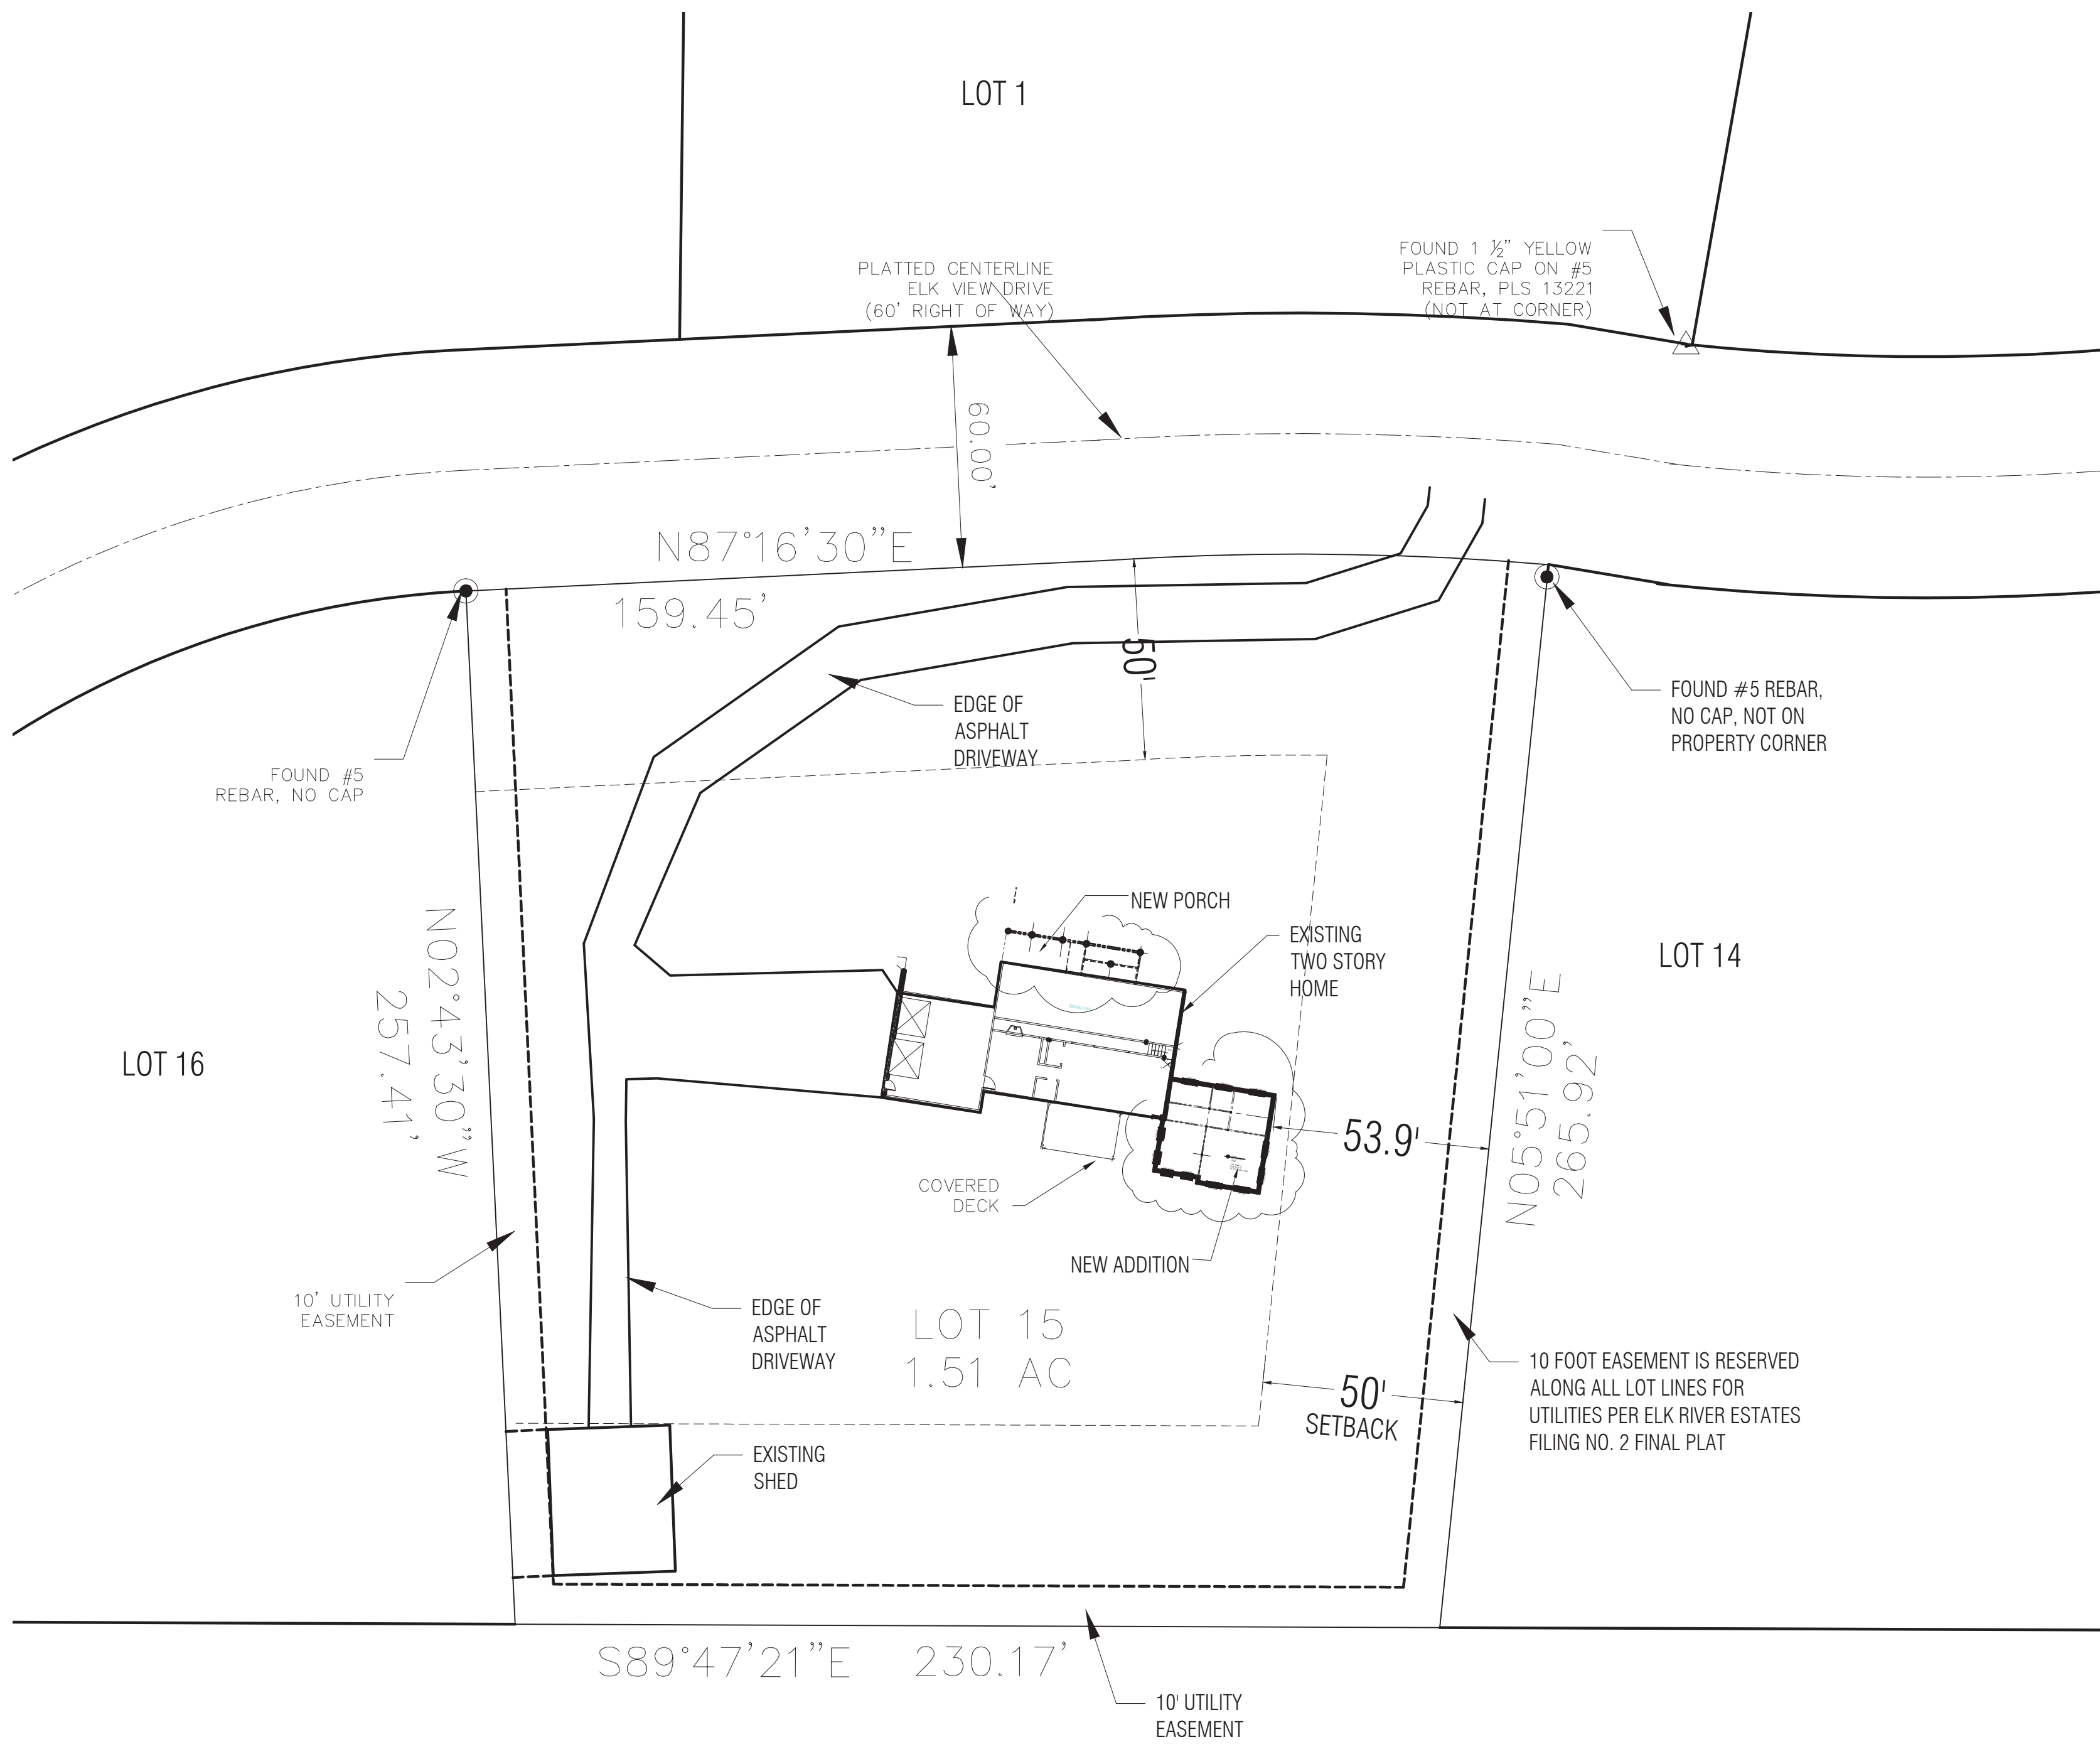 LOT 1
PLATTED CENTERLINE
ELK VIEW DRIVE
(60' RIGHT OF WAY)
FOUND 1 ½" YELLOW
PLASTIC CAP ON #5
REBAR, PLS 13221
(NOT AT CORNER)
60.00'
N87°16'30"E
159.45'
50'
EDGE OF
ASPHALT
DRIVEWAY
FOUND #5 REBAR,
NO CAP, NOT ON
PROPERTY CORNER
FOUND #5
REBAR, NO CAP
NEW PORCH
EXISTING
TWO STORY
HOME
LOT 14
LOT 16
N02°43'30"W
257.41'
53.9'
N05°51'00"E
265.92'
COVERED
DECK
NEW ADDITION
10' UTILITY
EASEMENT
EDGE OF
ASPHALT
DRIVEWAY
LOT 15
1.51 AC
50'
SETBACK
10 FOOT EASEMENT IS RESERVED
ALONG ALL LOT LINES FOR
UTILITIES PER ELK RIVER ESTATES
FILING NO. 2 FINAL PLAT
EXISTING
SHED
S89°47'21"E 230.17'
10' UTILITY
EASEMENT